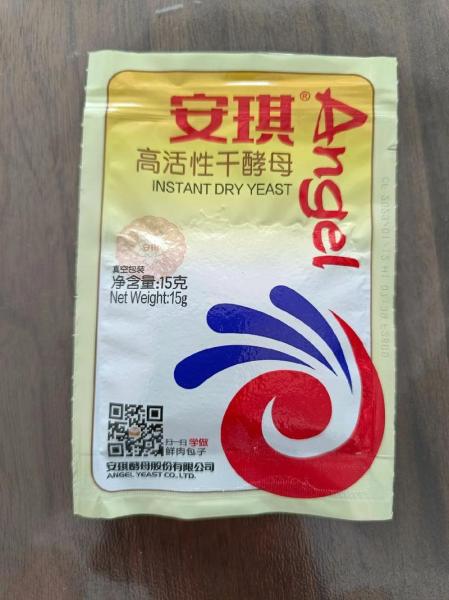 安琪®
Angel
高活性干酵母
INSTANT DRY YEAST
安琪
真空包装
净含量:15克
Net Weight:15g
扫一扫 学做
鲜肉包子
安琪酵母股份有限公司
ANGEL YEAST CO.,LTD.